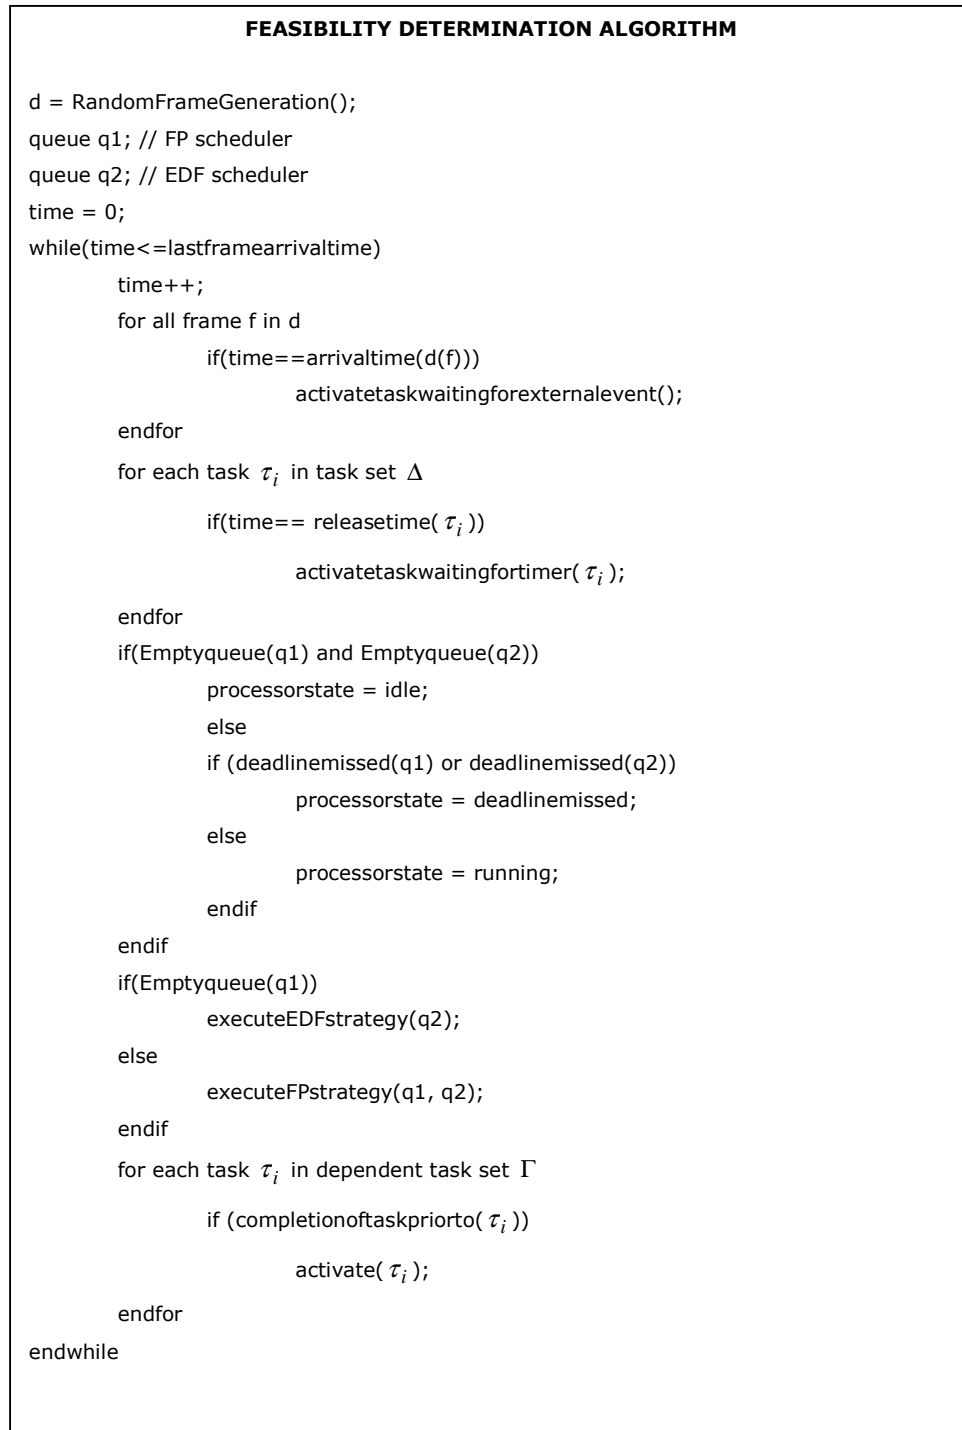 FEASIBILITY DETERMINATION ALGORITHM
d = RandomFrameGeneration();
queue q1; // FP scheduler
queue q2; // EDF scheduler
time = 0;
while(time<=lastframearrivaltime)
time++;
for all frame f in d
if(time==arrivaltime(d(f)))
activatetaskwaitingforexternalevent();
endfor
for each task τi in task set Δ
if(time== releasetime( τi ))
activatetaskwaitingfortimer( τi );
endfor
if(Emptyqueue(q1) and Emptyqueue(q2))
processorstate = idle;
else
if (deadlinemissed(q1) or deadlinemissed(q2))
processorstate = deadlinemissed;
else
processorstate = running;
endif
endif
if(Emptyqueue(q1))
executeEDFstrategy(q2);
else
executeFPstrategy(q1, q2);
endif
for each task τi in dependent task set Γ
if (completionoftaskpriorto( τi ))
activate( τi );
endfor
endwhile